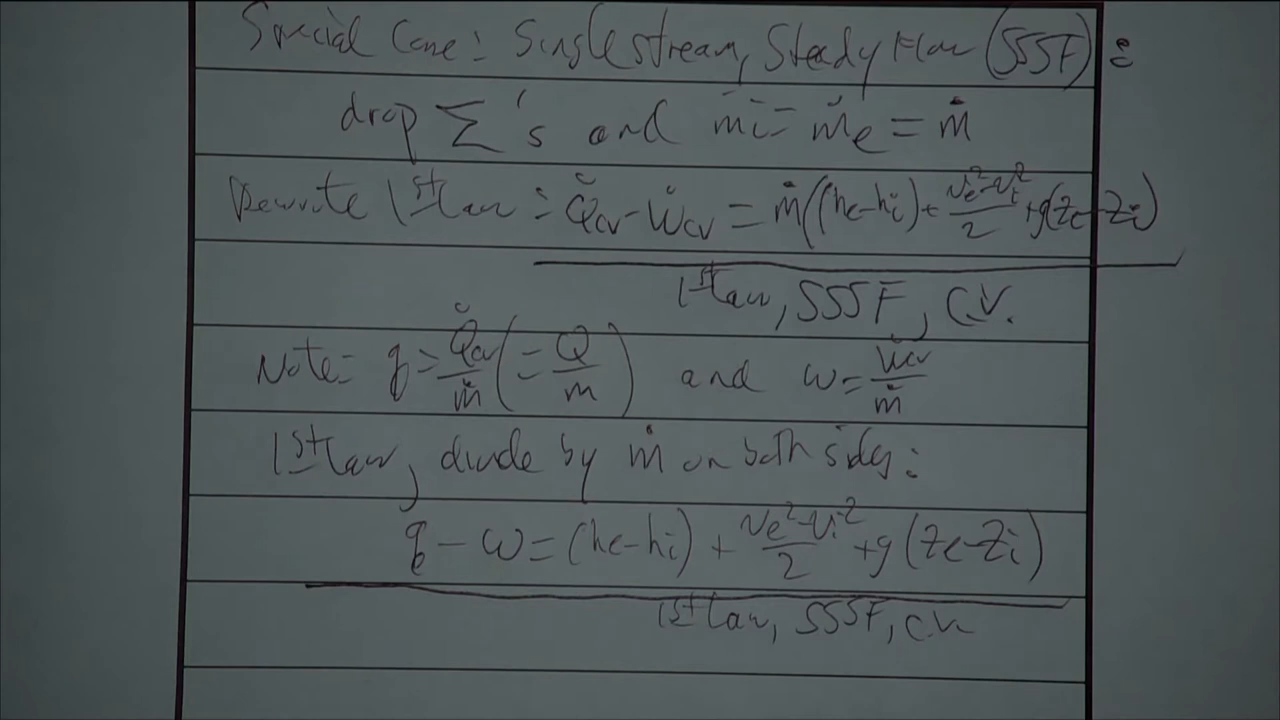 Special Case: Single stream, Steady Flow (SSSF):
drop Σ's and ṁi = ṁe = ṁ
Rewrite 1st law: Q̇cv - Ẇcv = ṁ((he-hi) + (Ve²-Vi²)/2 + g(Ze-Zi))
1st law, SSSF, C.V.
Note: q = Q̇cv/ṁ (= Q/m) and w = Ẇcv/ṁ
1st law, divide by ṁ on both sides:
q - w = (he-hi) + (Ve²-Vi²)/2 + g(Ze-Zi)
1st law, SSSF, C.V.